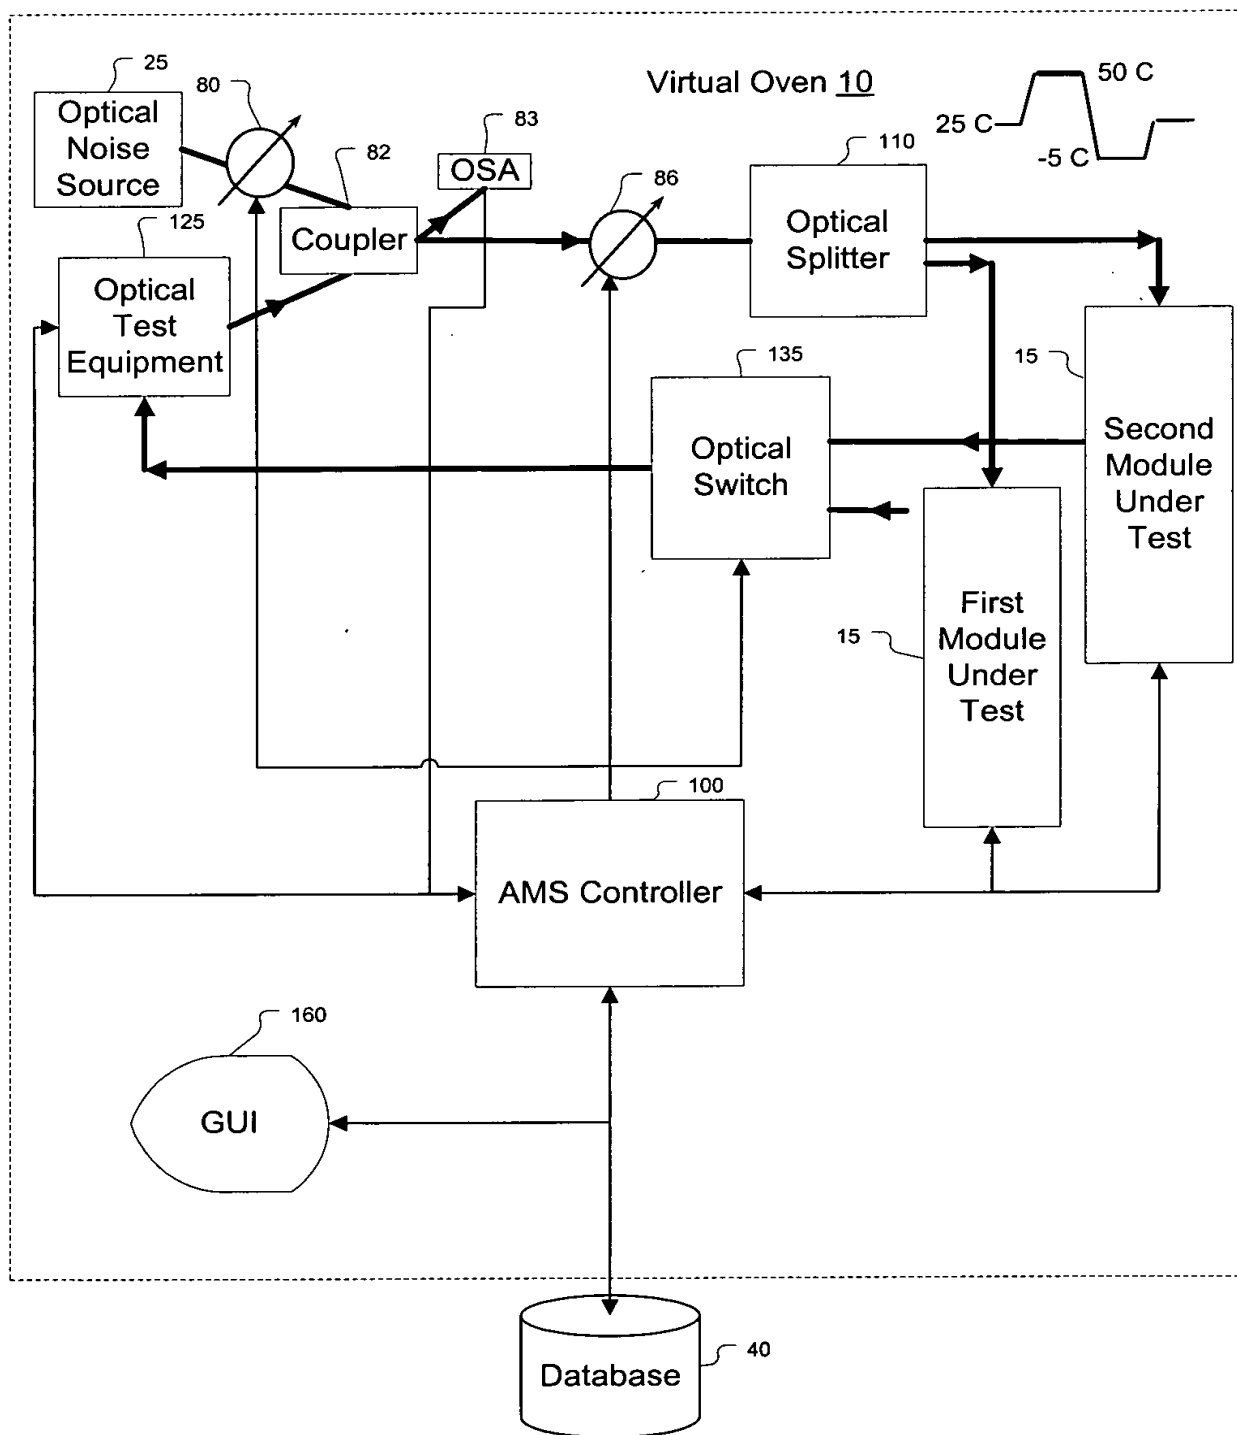 25
80
Virtual Oven 10
50 C
25 C
-5 C
Optical
Noise
Source
82
83
OSA
110
86
125
Coupler
Optical
Splitter
Optical
Test
Equipment
135
15
Optical
Switch
Second
Module
Under
Test
15
First
Module
Under
Test
100
AMS Controller
160
GUI
Database
40